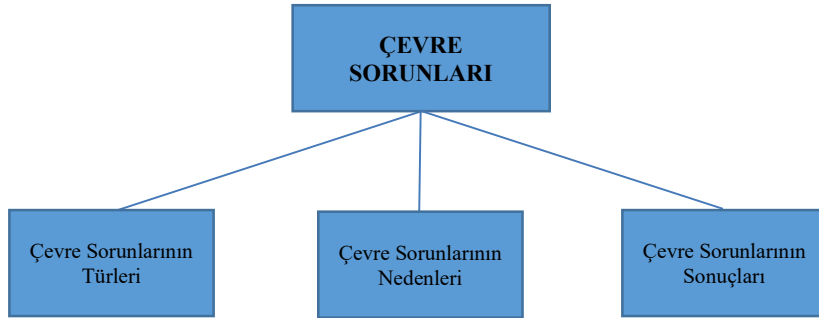 ÇEVRE
SORUNLARI
Çevre Sorunlarının
Türleri
Çevre Sorunlarının
Nedenleri
Çevre Sorunlarının
Sonuçları